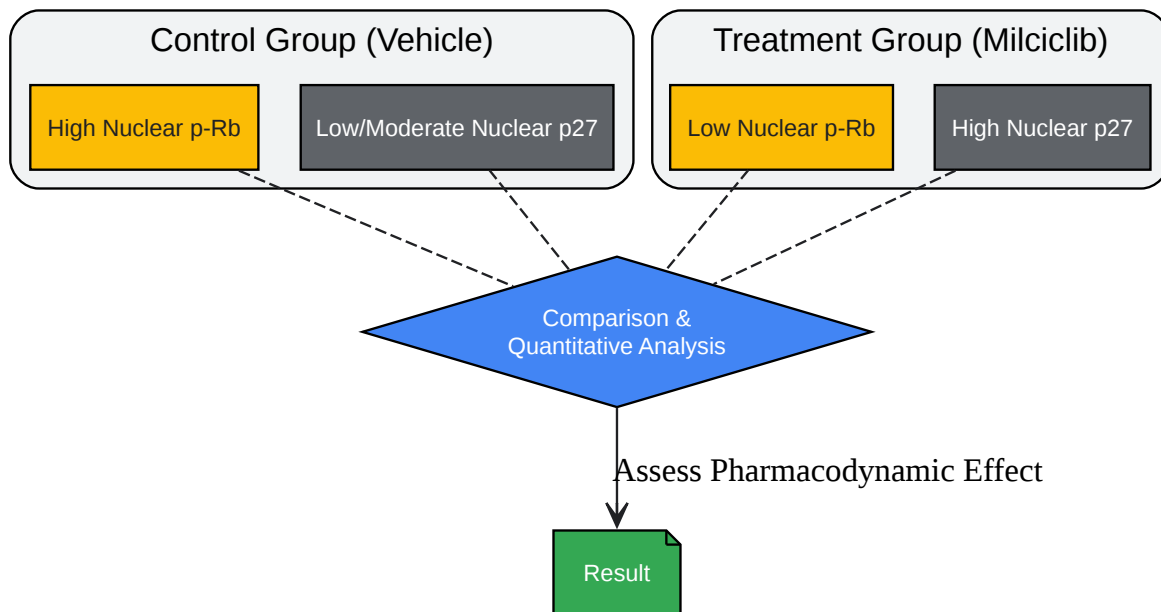 Control Group (Vehicle)
Treatment Group (Milciclib)
High Nuclear p-Rb
Low/Moderate Nuclear p27
Low Nuclear p-Rb
High Nuclear p27
Comparison &
Quantitative Analysis
Assess Pharmacodynamic Effect
Result